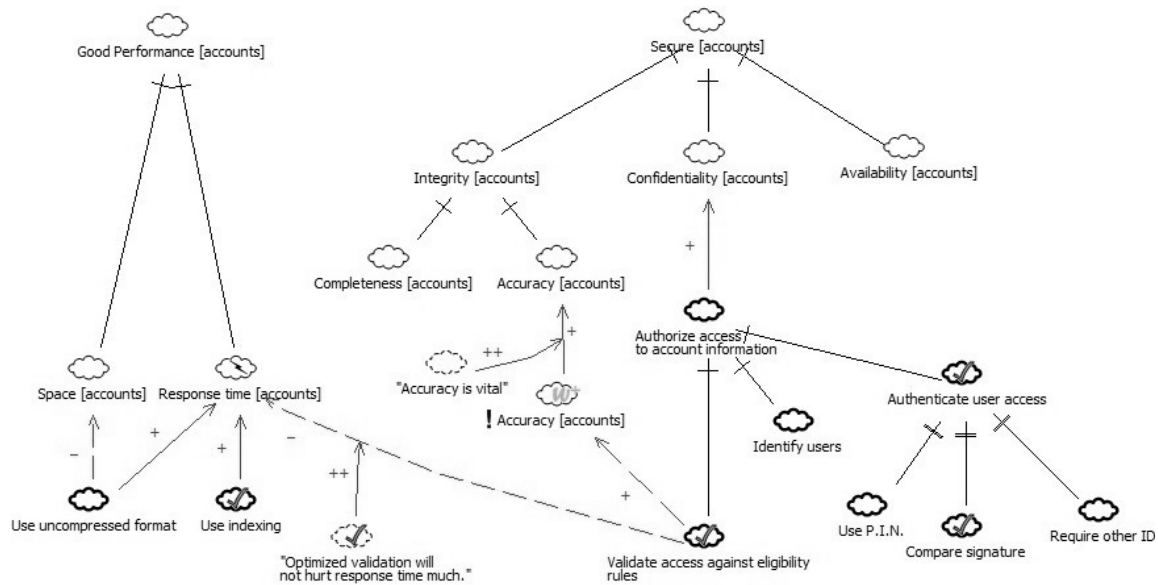 Good Performance [accounts]
Secure [accounts]
Integrity [accounts]
Confidentiality [accounts]
Availability [accounts]
+
Completeness [accounts]
Accuracy [accounts]
+
++
Authorize access
to account information
Space [accounts]
Response time [accounts]
"Accuracy is vital"
W+
! Accuracy [accounts]
Authenticate user access
−
+
+
−
++
+
Identify users
Use uncompressed format
Use indexing
"Optimized validation will
not hurt response time much."
Validate access against eligibility
rules
Use P.I.N.
Compare signature
Require other ID